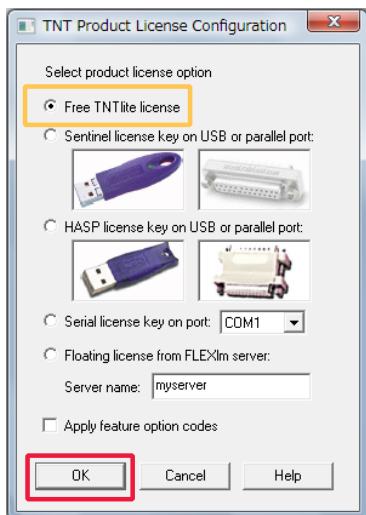 TNT Product License Configuration
Select product license option
Free TNTlite license
Sentinel license key on USB or parallel port:
HASP license key on USB or parallel port:
Serial license key on port: COM1
Floating license from FLEXlm server:
Server name: myserver
Apply feature option codes
OK Cancel Help